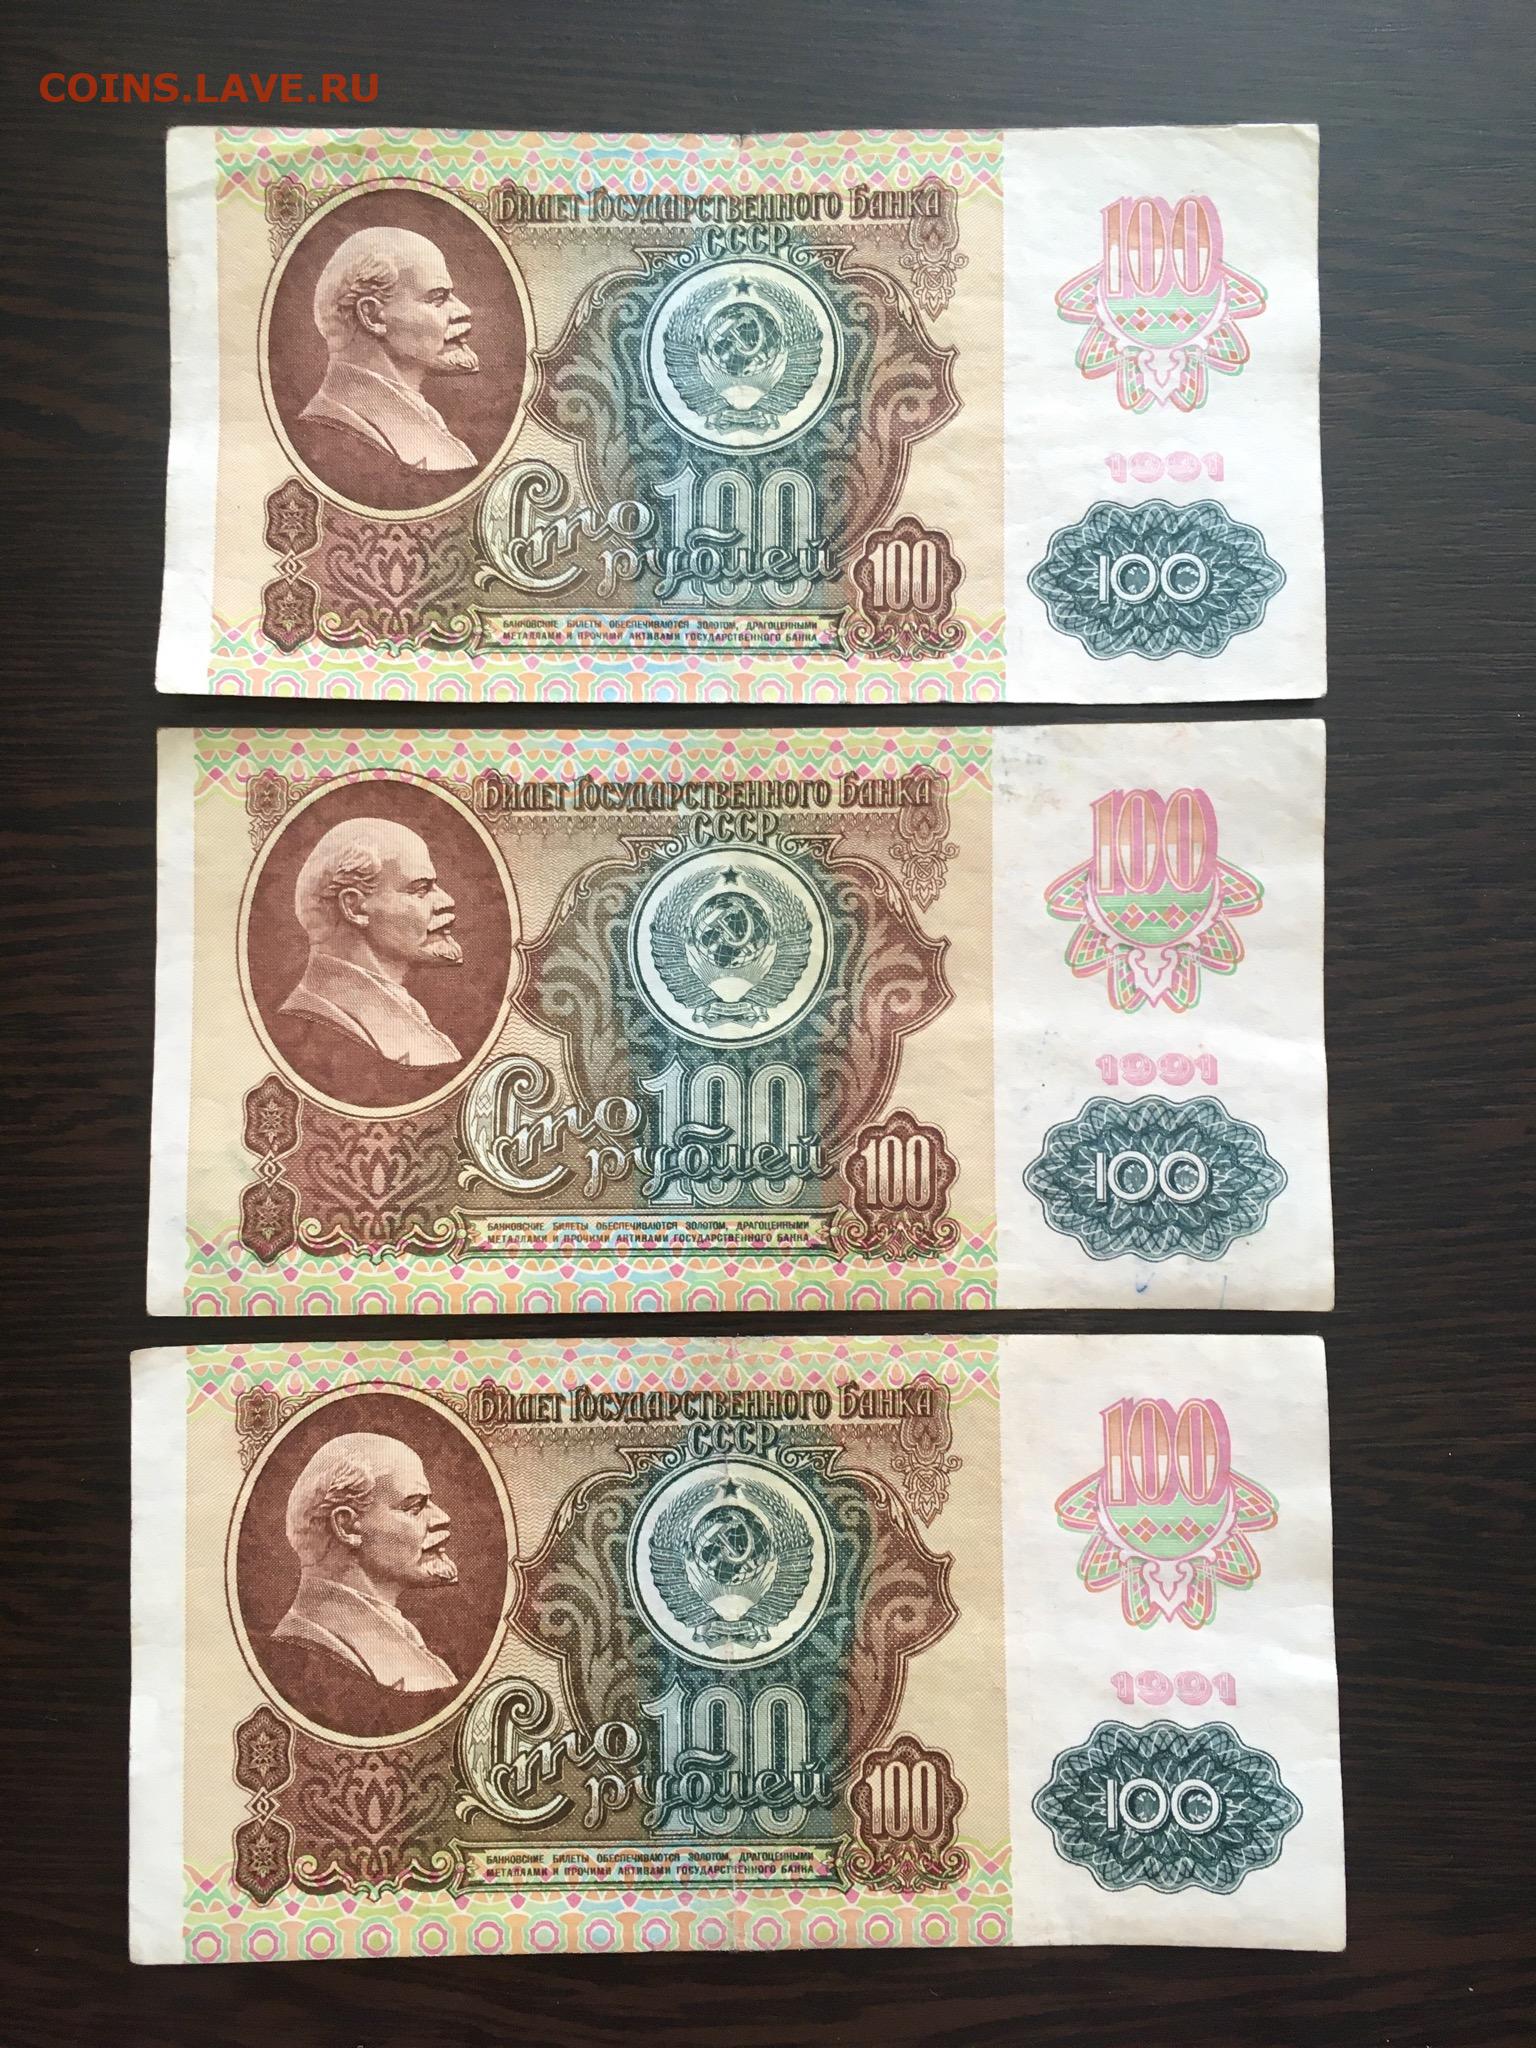 COINS.LAVE.RU
Билет Государственного Банка
СССР
100
1991
Сто
100
рублей
100
100
БАНКОВСКИЕ БИЛЕТЫ ОБЕСПЕЧИВАЮТСЯ ЗОЛОТОМ, ДРАГОЦЕННЫМИ
МЕТАЛЛАМИ И ПРОЧИМИ АКТИВАМИ ГОСУДАРСТВЕННОГО БАНКА
Билет Государственного Банка
СССР
100
1991
Сто
100
рублей
100
100
БАНКОВСКИЕ БИЛЕТЫ ОБЕСПЕЧИВАЮТСЯ ЗОЛОТОМ, ДРАГОЦЕННЫМИ
МЕТАЛЛАМИ И ПРОЧИМИ АКТИВАМИ ГОСУДАРСТВЕННОГО БАНКА
Билет Государственного Банка
СССР
100
1991
Сто
100
рублей
100
100
БАНКОВСКИЕ БИЛЕТЫ ОБЕСПЕЧИВАЮТСЯ ЗОЛОТОМ, ДРАГОЦЕННЫМИ
МЕТАЛЛАМИ И ПРОЧИМИ АКТИВАМИ ГОСУДАРСТВЕННОГО БАНКА